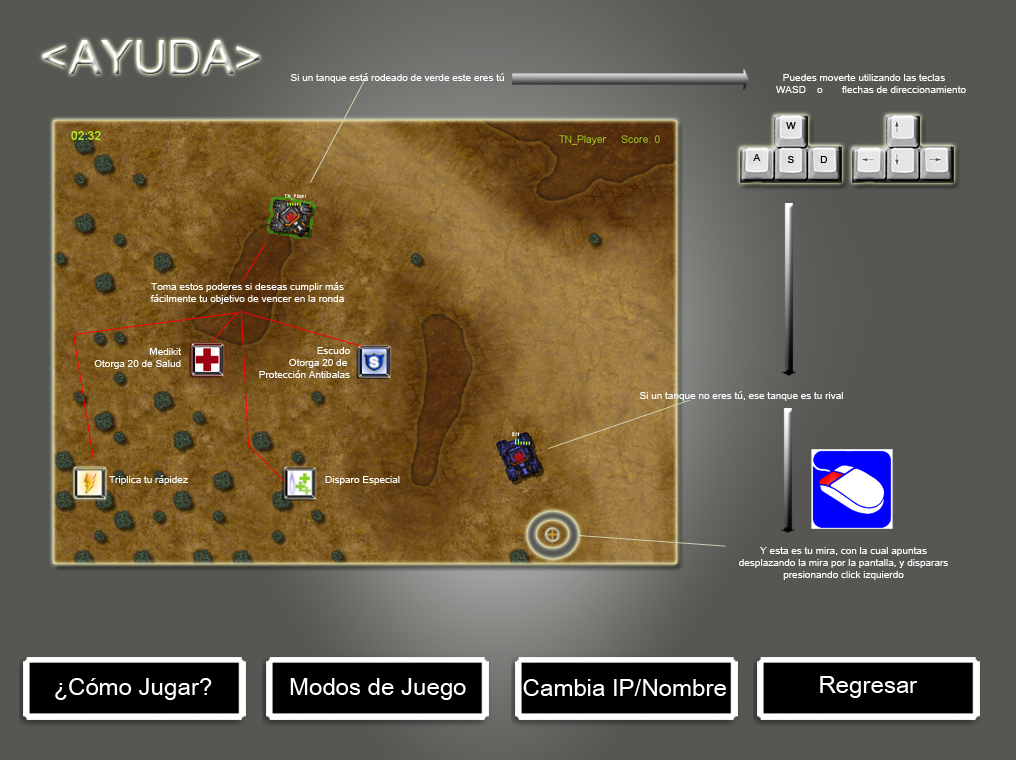 <AYUDA>
Si un tanque está rodeado de verde este eres tú
Puedes moverte utilizando las teclas
WASD o flechas de direccionamiento
02:32
TN_Player Score: 0
W
A S D
Toma estos poderes si deseas cumplir más
fácilmente tu objetivo de vencer en la ronda
Medikit
Otorga 20 de Salud
Escudo
Otorga 20 de
Protección Antibalas
S
Si un tanque no eres tú, ese tanque es tu rival
Triplica tu rápidez
Disparo Especial
Y esta es tu mira, con la cual apuntas
desplazando la mira por la pantalla, y disparars
presionando click izquierdo
¿Cómo Jugar?
Modos de Juego
Cambia IP/Nombre
Regresar